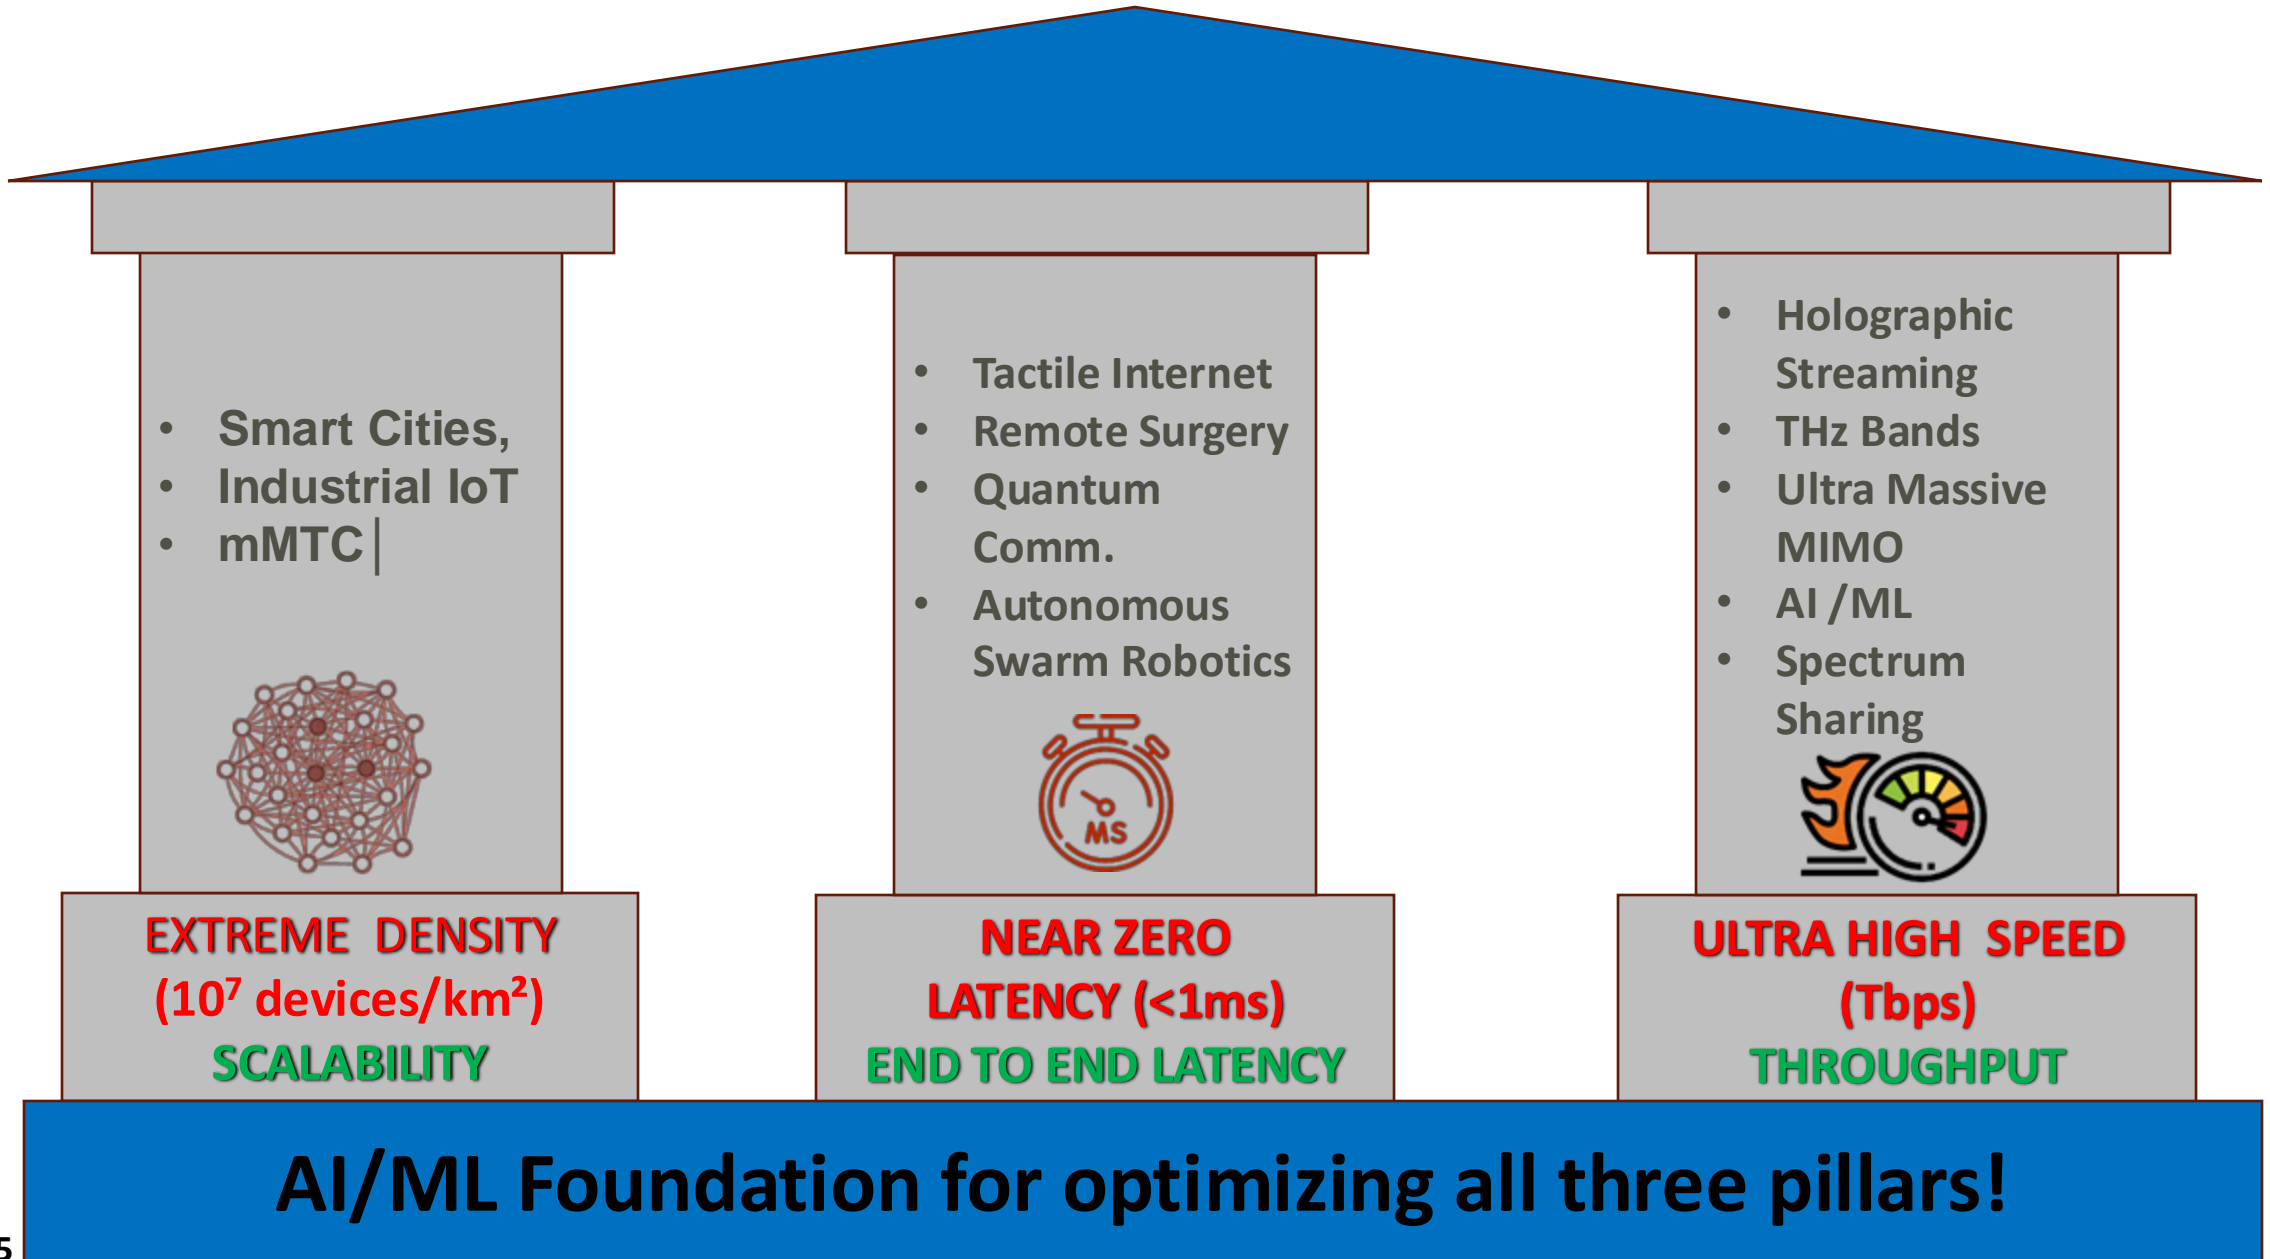 • Smart Cities,
• Industrial IoT
• mMTC
EXTREME DENSITY
(10⁷ devices/km²)
SCALABILITY
• Tactile Internet
• Remote Surgery
• Quantum
Comm.
• Autonomous
Swarm Robotics
MS
NEAR ZERO
LATENCY (<1ms)
END TO END LATENCY
• Holographic
Streaming
• THz Bands
• Ultra Massive
MIMO
• AI /ML
• Spectrum
Sharing
ULTRA HIGH SPEED
(Tbps)
THROUGHPUT
AI/ML Foundation for optimizing all three pillars!
5